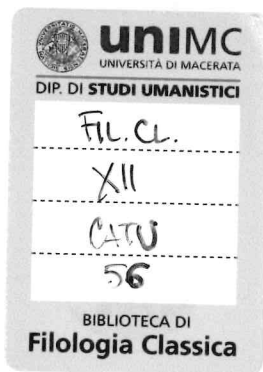 unIMC
UNIVERSITÀ DI MACERATA
DIP. DI STUDI UMANISTICI
FIL. CL.
XII
CATU
56
BIBLIOTECA DI
Filologia Classica